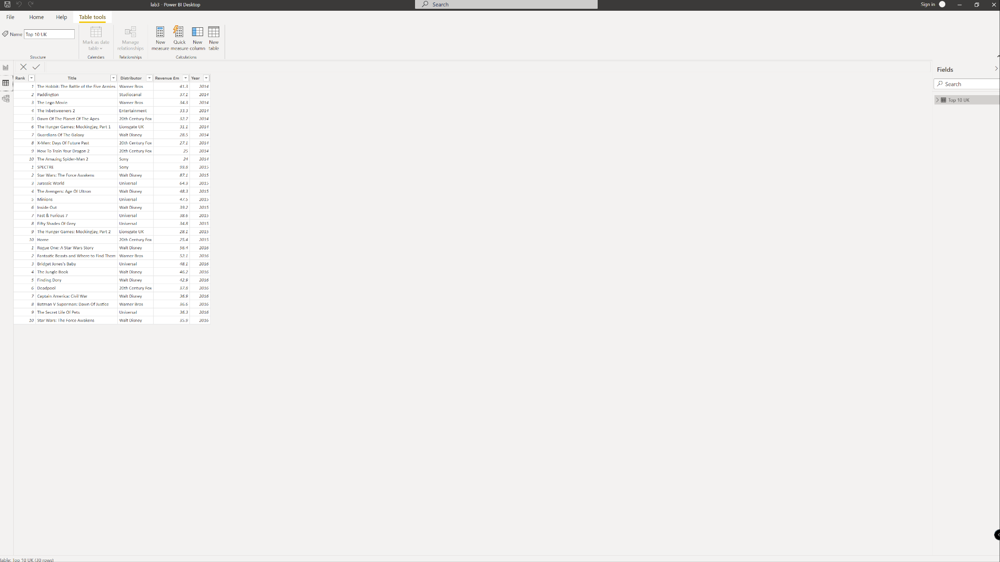 lab3 - Power BI Desktop
Search
Sign in
File Home Help Table tools
Name Top 10 UK
Mark as date table
Manage relationships
New measure
Quick measure
New column
New table
Structure Calendars Relationships Calculations
Fields
Search
Top 10 UK
Rank Title Distributor Revenue £m Year
1 The Hobbit: The Battle of the Five Armies Warner Bros 41.3 2014
2 Paddington Studiocanal 37.1 2014
3 The Lego Movie Warner Bros 34.3 2014
4 The Inbetweeners 2 Entertainment 33.3 2014
5 Dawn Of The Planet Of The Apes 20th Century Fox 32.7 2014
6 The Hunger Games: Mockingjay, Part 1 Lionsgate UK 31.1 2014
7 Guardians Of The Galaxy Walt Disney 28.5 2014
8 X-Men: Days Of Future Past 20th Century Fox 27.1 2014
9 How To Train Your Dragon 2 20th Century Fox 25 2014
10 The Amazing Spider-Man 2 Sony 24 2014
1 SPECTRE Sony 93.8 2015
2 Star Wars: The Force Awakens Walt Disney 87.1 2015
3 Jurassic World Universal 64.3 2015
4 The Avengers: Age Of Ultron Walt Disney 48.3 2015
5 Minions Universal 47.5 2015
6 Inside Out Walt Disney 39.2 2015
7 Fast & Furious 7 Universal 38.6 2015
8 Fifty Shades Of Grey Universal 34.8 2015
9 The Hunger Games: Mockingjay, Part 2 Lionsgate UK 28.1 2015
10 Home 20th Century Fox 25.4 2015
1 Rogue One: A Star Wars Story Walt Disney 56.4 2016
2 Fantastic Beasts and Where to Find Them Warner Bros 52.1 2016
3 Bridget Jones's Baby Universal 48.1 2016
4 The Jungle Book Walt Disney 46.2 2016
5 Finding Dory Walt Disney 42.9 2016
6 Deadpool 20th Century Fox 37.8 2016
7 Captain America: Civil War Walt Disney 36.9 2016
8 Batman V Superman: Dawn Of Justice Warner Bros 36.6 2016
9 The Secret Life Of Pets Universal 36.3 2016
10 Star Wars: The Force Awakens Walt Disney 35.9 2016
Table: Top 10 UK (30 rows)